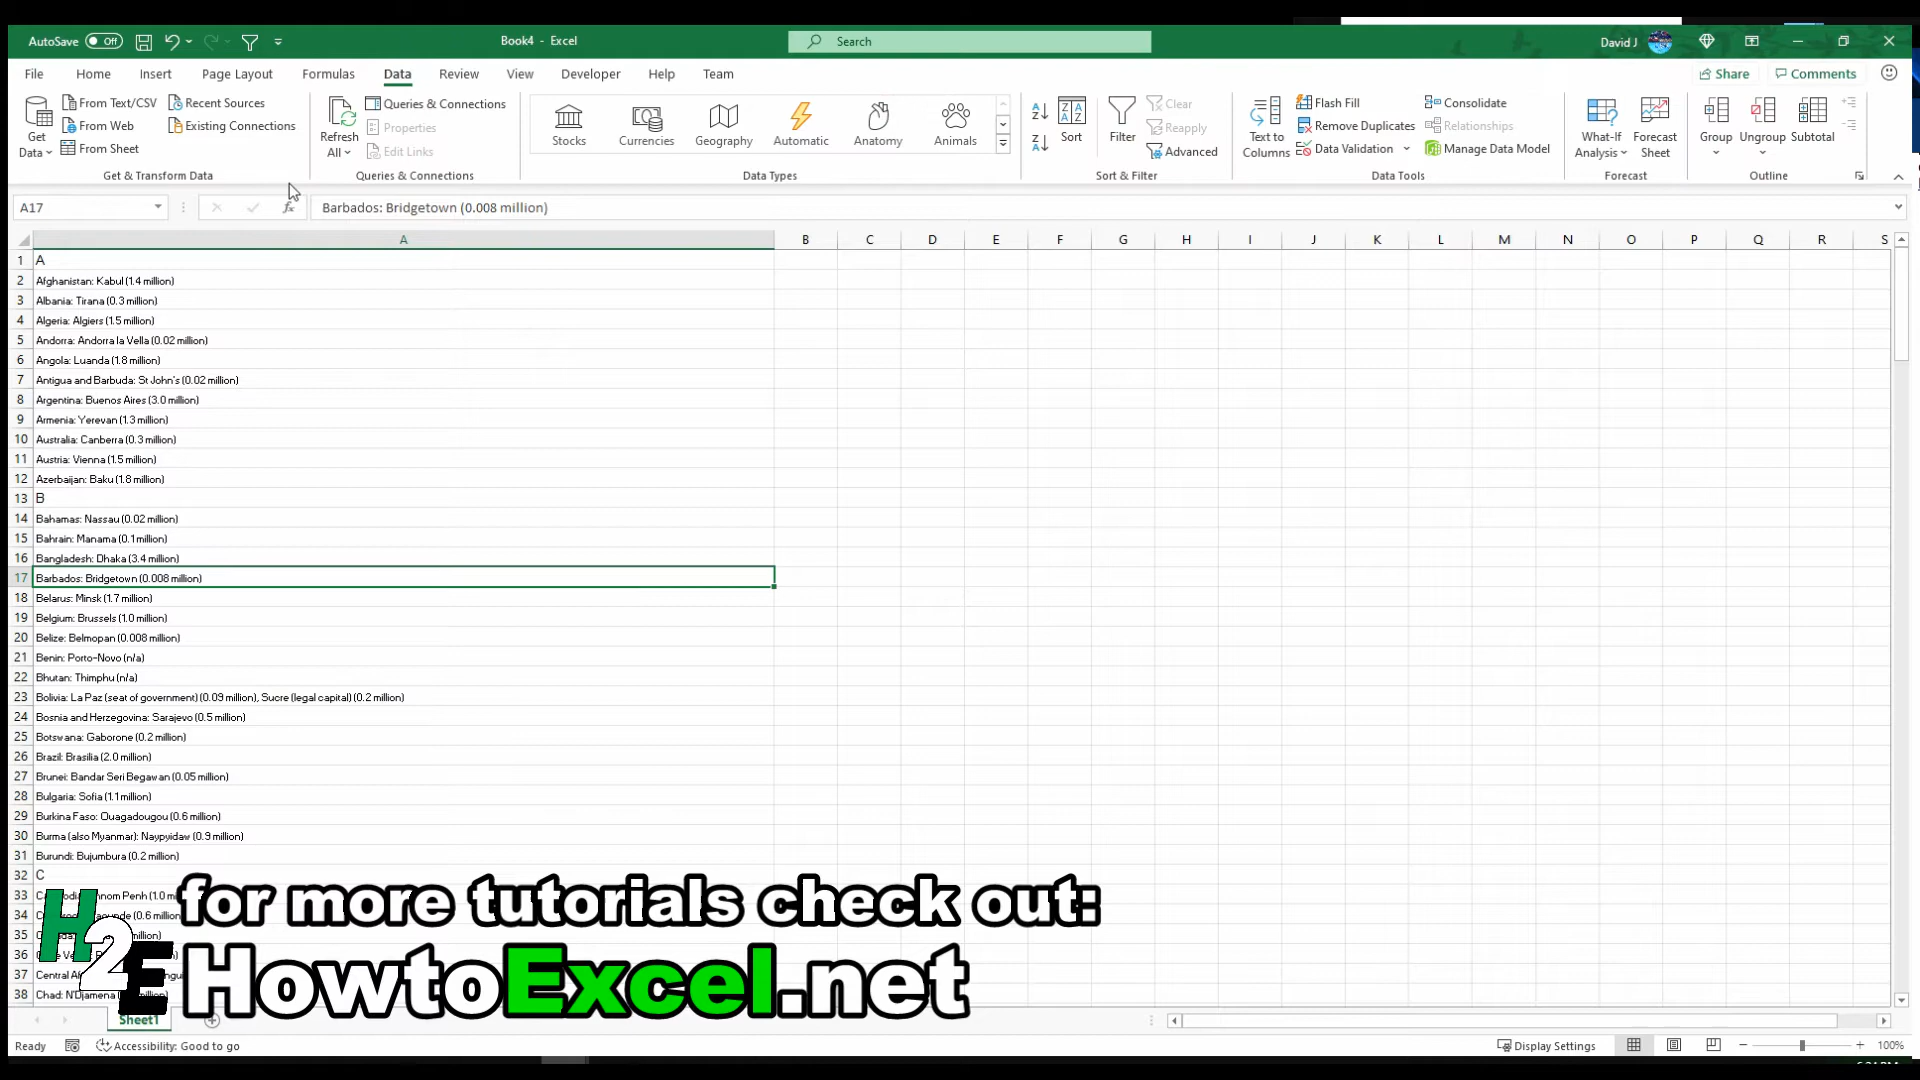 AutoSave Off
Book4 - Excel
Search
David J
File Home Insert Page Layout Formulas Data Review View Developer Help Team
Share Comments
Get Data
From Text/CSV
From Web
From Sheet
Recent Sources
Existing Connections
Get & Transform Data
Refresh All
Queries & Connections
Properties
Edit Links
Queries & Connections
Stocks Currencies Geography Automatic Anatomy Animals
Data Types
Sort
Filter
Clear
Reapply
Advanced
Sort & Filter
Text to Columns
Flash Fill
Remove Duplicates
Data Validation
Consolidate
Relationships
Manage Data Model
Data Tools
What-If Analysis
Forecast Sheet
Forecast
Group Ungroup Subtotal
Outline
A17
fx
Barbados: Bridgetown (0.008 million)
A B C D E F G H I J K L M N O P Q R S
1 A
2 Afghanistan: Kabul (1.4 million)
3 Albania: Tirana (0.3 million)
4 Algeria: Algiers (1.5 million)
5 Andorra: Andorra la Vella (0.02 million)
6 Angola: Luanda (1.8 million)
7 Antigua and Barbuda: St John's (0.02 million)
8 Argentina: Buenos Aires (3.0 million)
9 Armenia: Yerevan (1.3 million)
10 Australia: Canberra (0.3 million)
11 Austria: Vienna (1.5 million)
12 Azerbaijan: Baku (1.8 million)
13 B
14 Bahamas: Nassau (0.02 million)
15 Bahrain: Manama (0.1 million)
16 Bangladesh: Dhaka (3.4 million)
17 Barbados: Bridgetown (0.008 million)
18 Belarus: Minsk (1.7 million)
19 Belgium: Brussels (1.0 million)
20 Belize: Belmopan (0.008 million)
21 Benin: Porto-Novo (n/a)
22 Bhutan: Thimphu (n/a)
23 Bolivia: La Paz (seat of government) (0.09 million), Sucre (legal capital) (0.2 million)
24 Bosnia and Herzegovina: Sarajevo (0.5 million)
25 Botswana: Gaborone (0.2 million)
26 Brazil: Brasilia (2.0 million)
27 Brunei: Bandar Seri Begawan (0.05 million)
28 Bulgaria: Sofia (1.1 million)
29 Burkina Faso: Ouagadougou (0.6 million)
30 Burma (also Myanmar): Naypyidaw (0.9 million)
31 Burundi: Bujumbura (0.2 million)
32 C
33
34
35
36
37 Central
38 Chad: N'Djamena
H2E
for more tutorials check out:
HowtoExcel.net
Sheet1
Ready
Accessibility: Good to go
Display Settings
100%